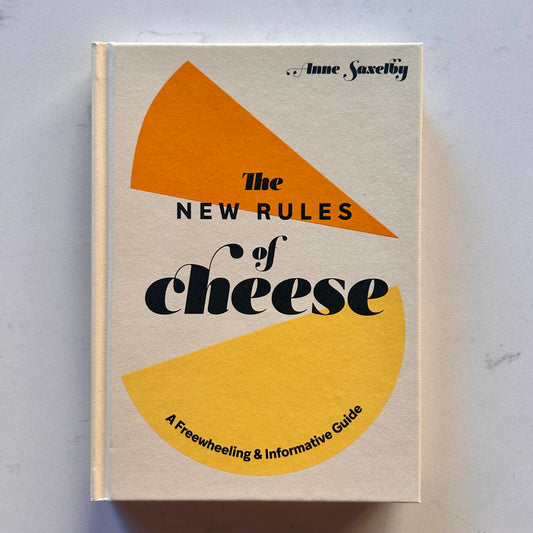 Anne Saxelby
The
NEW RULES
of
cheese
A Freewheeling & Informative Guide